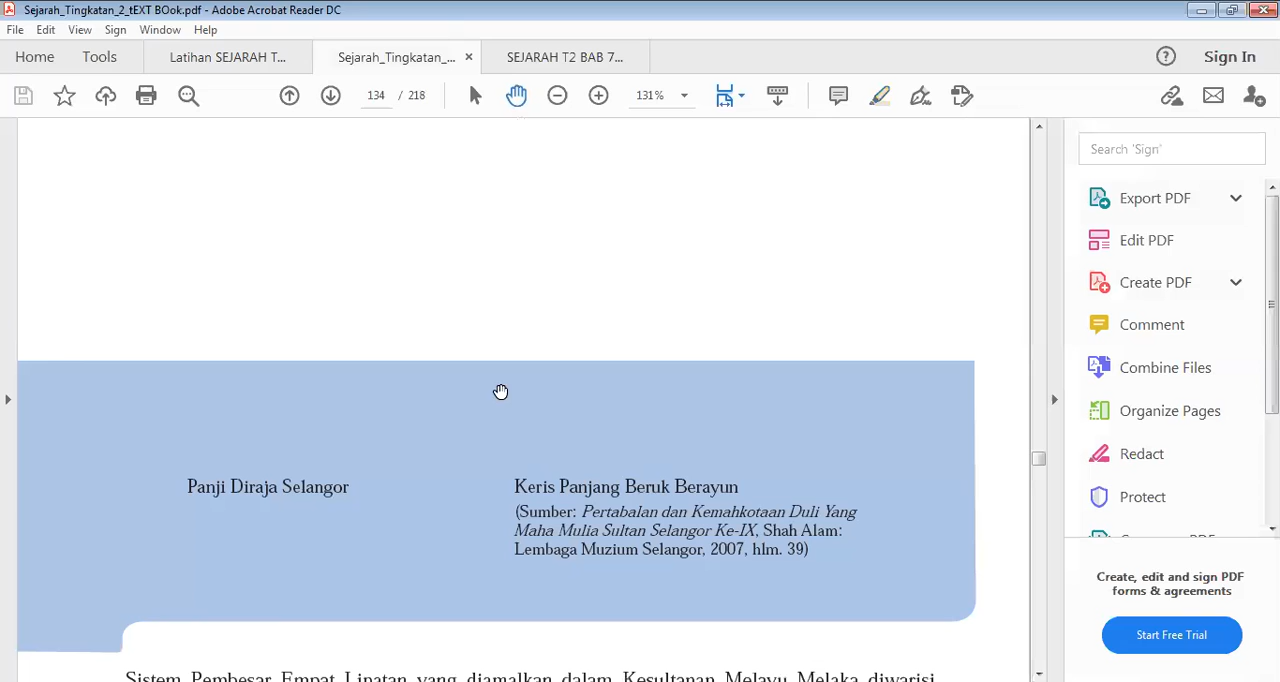 Sejarah_Tingkatan_2_tEXT BOok.pdf - Adobe Acrobat Reader DC
File Edit View Sign Window Help
Home Tools Latihan SEJARAH T... Sejarah_Tingkatan_... × SEJARAH T2 BAB 7... ? Sign In
134 / 218 131%
Search 'Sign'
Export PDF
Edit PDF
Create PDF
Comment
Combine Files
Organize Pages
Redact
Protect
Create, edit and sign PDF
forms & agreements
Start Free Trial
Panji Diraja Selangor
Keris Panjang Beruk Berayun
(Sumber: Pertabalan dan Kemahkotaan Duli Yang
Maha Mulia Sultan Selangor Ke-IX, Shah Alam:
Lembaga Muzium Selangor, 2007, hlm. 39)
Sistem Pembesar Empat Lipatan yang diamalkan dalam Kesultanan Melayu Melaka diwarisi